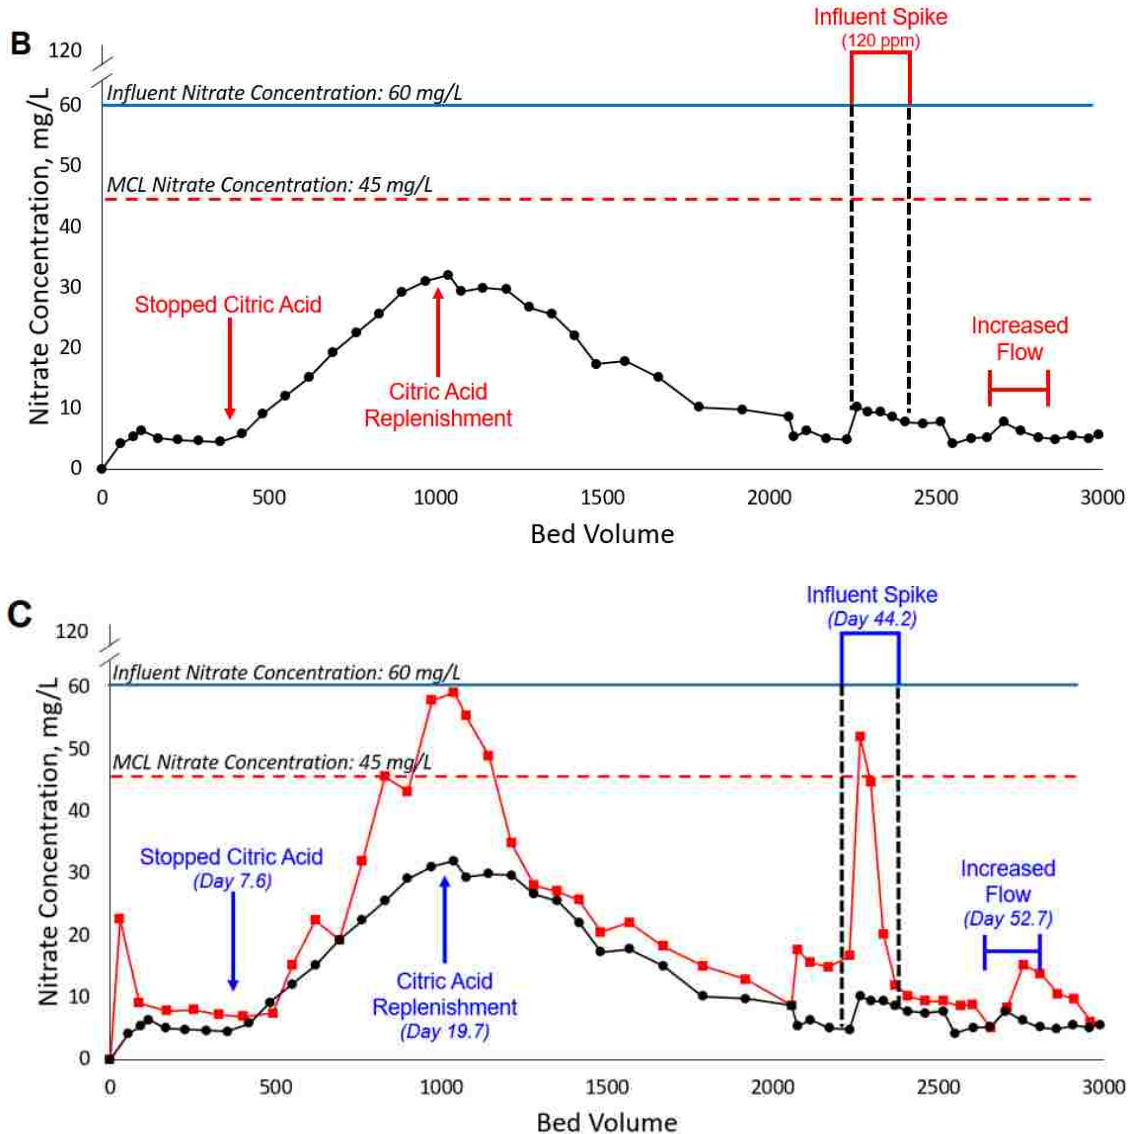 B
Influent Spike
(120 ppm)
120
Influent Nitrate Concentration: 60 mg/L
60
50
MCL Nitrate Concentration: 45 mg/L
40
30
20
10
0
Nitrate Concentration, mg/L
Stopped Citric Acid
Citric Acid
Replenishment
Increased
Flow
0 500 1000 1500 2000 2500 3000
Bed Volume
C
Influent Spike
(Day 44.2)
120
Influent Nitrate Concentration: 60 mg/L
60
50
MCL Nitrate Concentration: 45 mg/L
40
30
20
10
0
Nitrate Concentration, mg/L
Stopped Citric Acid
(Day 7.6)
Citric Acid
Replenishment
(Day 19.7)
Increased
Flow
(Day 52.7)
0 500 1000 1500 2000 2500 3000
Bed Volume